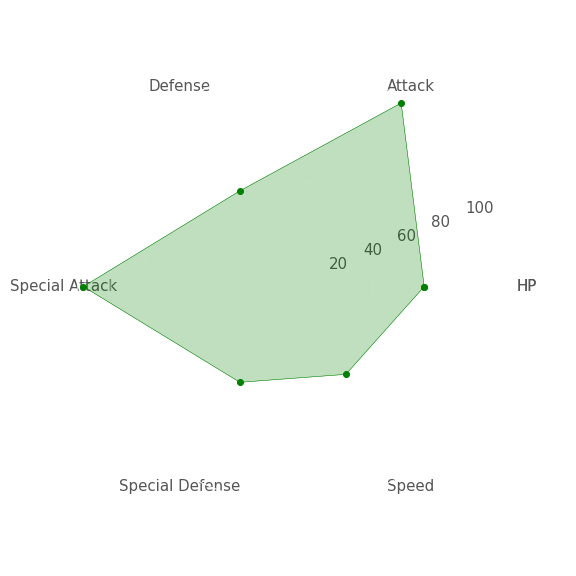 Defense
Attack
100
80
60
40
20
Special Attack
HP
Special Defense
Speed